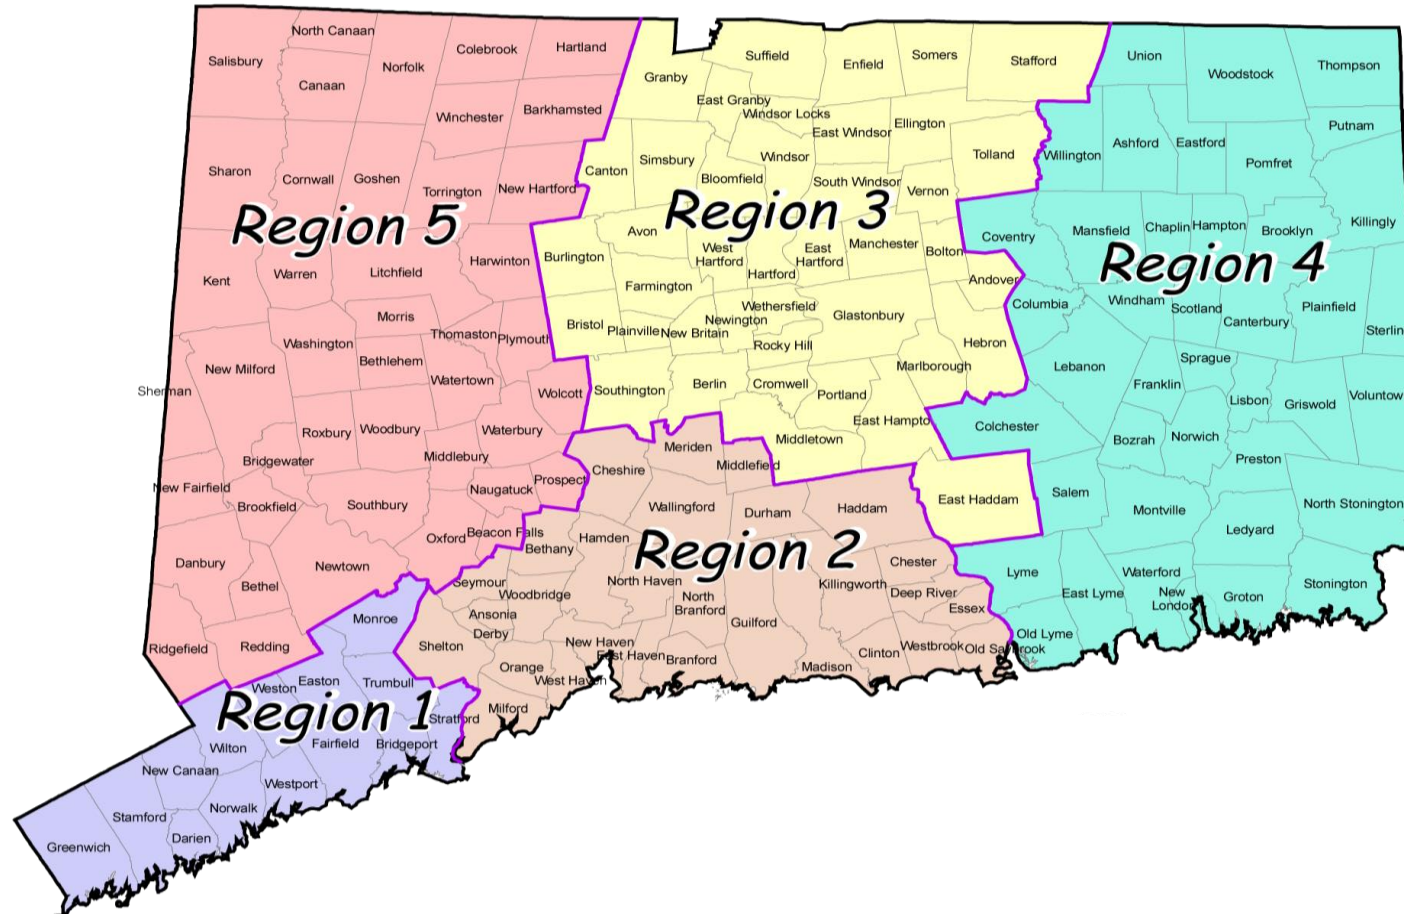 North Canaan
Colebrook
Hartland
Salisbury
Norfolk
Canaan
Winchester
Barkhamsted
Sharon
Cornwall
Goshen
Torrington
New Hartford
Region 5
Kent
Warren
Litchfield
Harwinton
Morris
Washington
Thomaston
Plymouth
Bethlehem
New Milford
Watertown
Sherman
Wolcott
Roxbury
Woodbury
Waterbury
Middlebury
Bridgewater
New Fairfield
Naugatuck
Prospect
Brookfield
Southbury
Oxford
Beacon Falls
Danbury
Newtown
Bethel
Ridgefield
Redding
Suffield
Enfield
Somers
Stafford
Granby
East Granby
Windsor Locks
East Windsor
Ellington
Canton
Simsbury
Windsor
Tolland
Bloomfield
South Windsor
Vernon
Region 3
Avon
Burlington
West
Hartford
East
Hartford
Manchester
Bolton
Hartford
Andover
Farmington
Wethersfield
Newington
Glastonbury
Bristol
Plainville
New Britain
Rocky Hill
Hebron
Marlborough
Southington
Berlin
Cromwell
Portland
East Hampto
Middletown
East Haddam
Union
Woodstock
Thompson
Putnam
Willington
Ashford
Eastford
Pomfret
Coventry
Mansfield
Chaplin
Hampton
Brooklyn
Killingly
Region 4
Columbia
Windham
Scotland
Canterbury
Plainfield
Sterlin
Lebanon
Sprague
Franklin
Lisbon
Griswold
Voluntow
Colchester
Bozrah
Norwich
Preston
Salem
Montville
North Stonington
Ledyard
Lyme
Waterford
East Lyme
New
London
Groton
Stonington
Old Lyme
Meriden
Cheshire
Middlefield
Wallingford
Durham
Haddam
Hamden
Bethany
Region 2
Seymour
Woodbridge
North Haven
North
Branford
Killingworth
Chester
Deep River
Essex
Ansonia
Derby
Guilford
Shelton
New Haven
East Haven
Branford
Orange
West Haven
Madison
Clinton
Westbrook
Old Saybrook
Milford
Monroe
Weston
Easton
Trumbull
Region 1
Stratford
Wilton
Fairfield
Bridgeport
New Canaan
Westport
Norwalk
Stamford
Darien
Greenwich